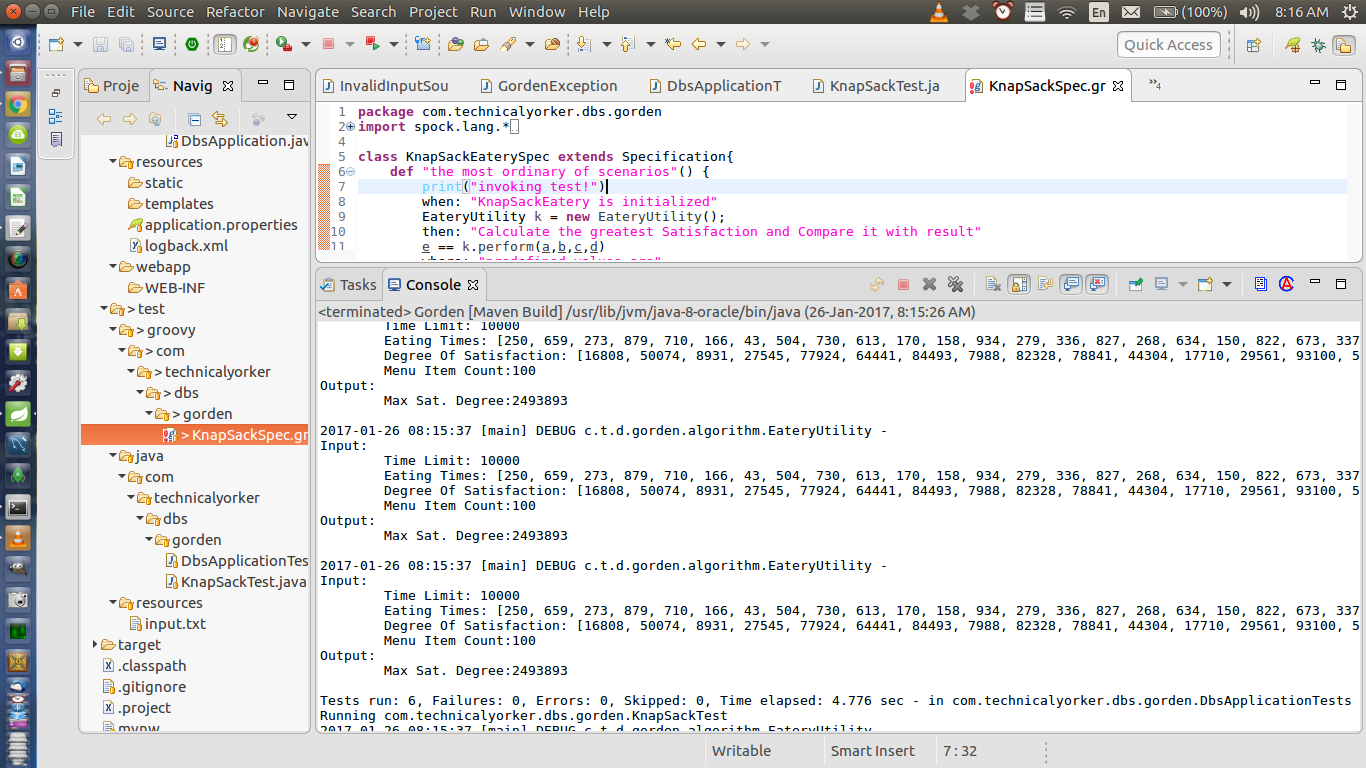 File Edit Source Refactor Navigate Search Project Run Window Help
En
(100%)
8:16 AM
Quick Access
Proje
Navig
DbsApplication.jav
resources
static
templates
application.properties
logback.xml
webapp
WEB-INF
> test
> groovy
> com
> technicalyorker
> dbs
> gorden
> KnapSackSpec.gr
java
com
technicalyorker
dbs
gorden
DbsApplicationTes
KnapSackTest.java
resources
input.txt
target
.classpath
.gitignore
.project
mvnw
InvalidInputSou
GordenException
DbsApplicationT
KnapSackTest.ja
KnapSackSpec.gr
»4
1 package com.technicalyorker.dbs.gorden
2 import spock.lang.*
4
5 class KnapSackEaterySpec extends Specification{
6 def "the most ordinary of scenarios"() {
7 print("invoking test!")
8 when: "KnapSackEatery is initialized"
9 EateryUtility k = new EateryUtility();
10 then: "Calculate the greatest Satisfaction and Compare it with result"
11 e == k.perform(a,b,c,d)
where: "predefined values are"
Tasks
Console
<terminated> Gorden [Maven Build] /usr/lib/jvm/java-8-oracle/bin/java (26-Jan-2017, 8:15:26 AM)
Time Limit: 10000
Eating Times: [250, 659, 273, 879, 710, 166, 43, 504, 730, 613, 170, 158, 934, 279, 336, 827, 268, 634, 150, 822, 673, 337
Degree Of Satisfaction: [16808, 50074, 8931, 27545, 77924, 64441, 84493, 7988, 82328, 78841, 44304, 17710, 29561, 93100, 5
Menu Item Count:100
Output:
Max Sat. Degree:2493893
2017-01-26 08:15:37 [main] DEBUG c.t.d.gorden.algorithm.EateryUtility -
Input:
Time Limit: 10000
Eating Times: [250, 659, 273, 879, 710, 166, 43, 504, 730, 613, 170, 158, 934, 279, 336, 827, 268, 634, 150, 822, 673, 337
Degree Of Satisfaction: [16808, 50074, 8931, 27545, 77924, 64441, 84493, 7988, 82328, 78841, 44304, 17710, 29561, 93100, 5
Menu Item Count:100
Output:
Max Sat. Degree:2493893
2017-01-26 08:15:37 [main] DEBUG c.t.d.gorden.algorithm.EateryUtility -
Input:
Time Limit: 10000
Eating Times: [250, 659, 273, 879, 710, 166, 43, 504, 730, 613, 170, 158, 934, 279, 336, 827, 268, 634, 150, 822, 673, 337
Degree Of Satisfaction: [16808, 50074, 8931, 27545, 77924, 64441, 84493, 7988, 82328, 78841, 44304, 17710, 29561, 93100, 5
Menu Item Count:100
Output:
Max Sat. Degree:2493893
Tests run: 6, Failures: 0, Errors: 0, Skipped: 0, Time elapsed: 4.776 sec - in com.technicalyorker.dbs.gorden.DbsApplicationTests
Running com.technicalyorker.dbs.gorden.KnapSackTest
2017-01-26 08:15:37 [main] DEBUG c.t.d.gorden.algorithm.EateryUtility
Writable
Smart Insert
7 : 32